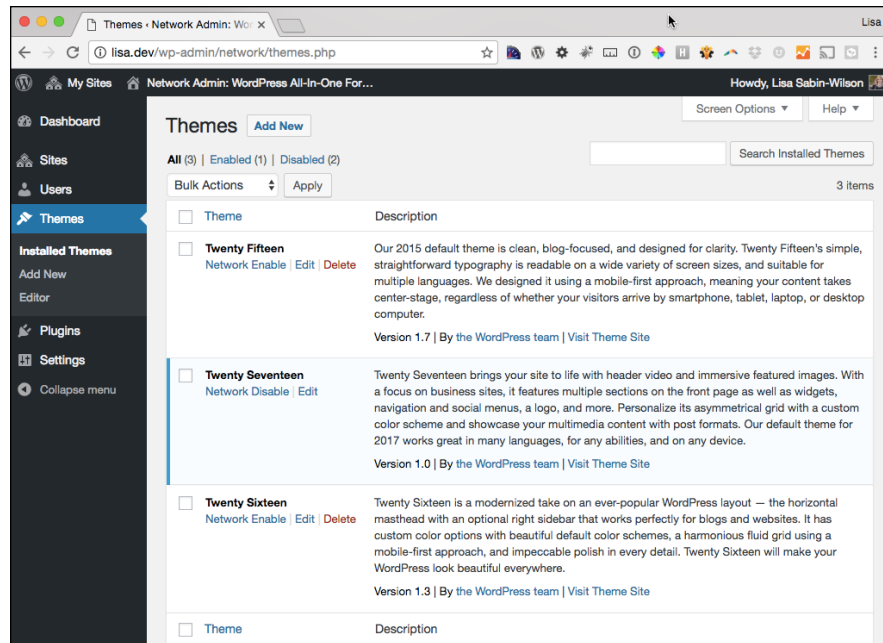 Themes ‹ Network Admin: Wor
Lisa
lisa.dev/wp-admin/network/themes.php
My Sites
Network Admin: WordPress All-In-One For...
Howdy, Lisa Sabin-Wilson
Dashboard
Sites
Users
Themes
Installed Themes
Add New
Editor
Plugins
Settings
Collapse menu
Screen Options
Help
Themes Add New
All (3) | Enabled (1) | Disabled (2)
Search Installed Themes
Bulk Actions Apply
3 items
Theme Description
Twenty Fifteen
Network Enable | Edit | Delete
Our 2015 default theme is clean, blog-focused, and designed for clarity. Twenty Fifteen's simple,
straightforward typography is readable on a wide variety of screen sizes, and suitable for
multiple languages. We designed it using a mobile-first approach, meaning your content takes
center-stage, regardless of whether your visitors arrive by smartphone, tablet, laptop, or desktop
computer.
Version 1.7 | By the WordPress team | Visit Theme Site
Twenty Seventeen
Network Disable | Edit
Twenty Seventeen brings your site to life with header video and immersive featured images. With
a focus on business sites, it features multiple sections on the front page as well as widgets,
navigation and social menus, a logo, and more. Personalize its asymmetrical grid with a custom
color scheme and showcase your multimedia content with post formats. Our default theme for
2017 works great in many languages, for any abilities, and on any device.
Version 1.0 | By the WordPress team | Visit Theme Site
Twenty Sixteen
Network Enable | Edit | Delete
Twenty Sixteen is a modernized take on an ever-popular WordPress layout — the horizontal
masthead with an optional right sidebar that works perfectly for blogs and websites. It has
custom color options with beautiful default color schemes, a harmonious fluid grid using a
mobile-first approach, and impeccable polish in every detail. Twenty Sixteen will make your
WordPress look beautiful everywhere.
Version 1.3 | By the WordPress team | Visit Theme Site
Theme Description